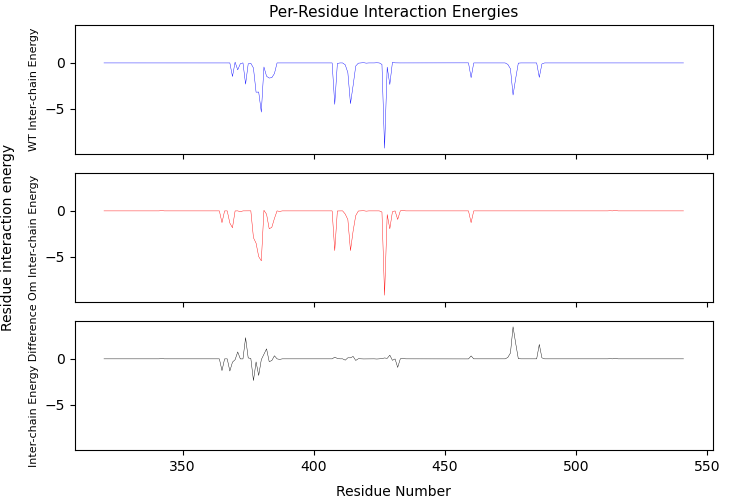 Per-Residue Interaction Energies
Residue interaction energy
WT Inter-chain Energy
0
−5
Om Inter-chain Energy
0
−5
Inter-chain Energy Difference
0
−5
350
400
450
500
550
Residue Number